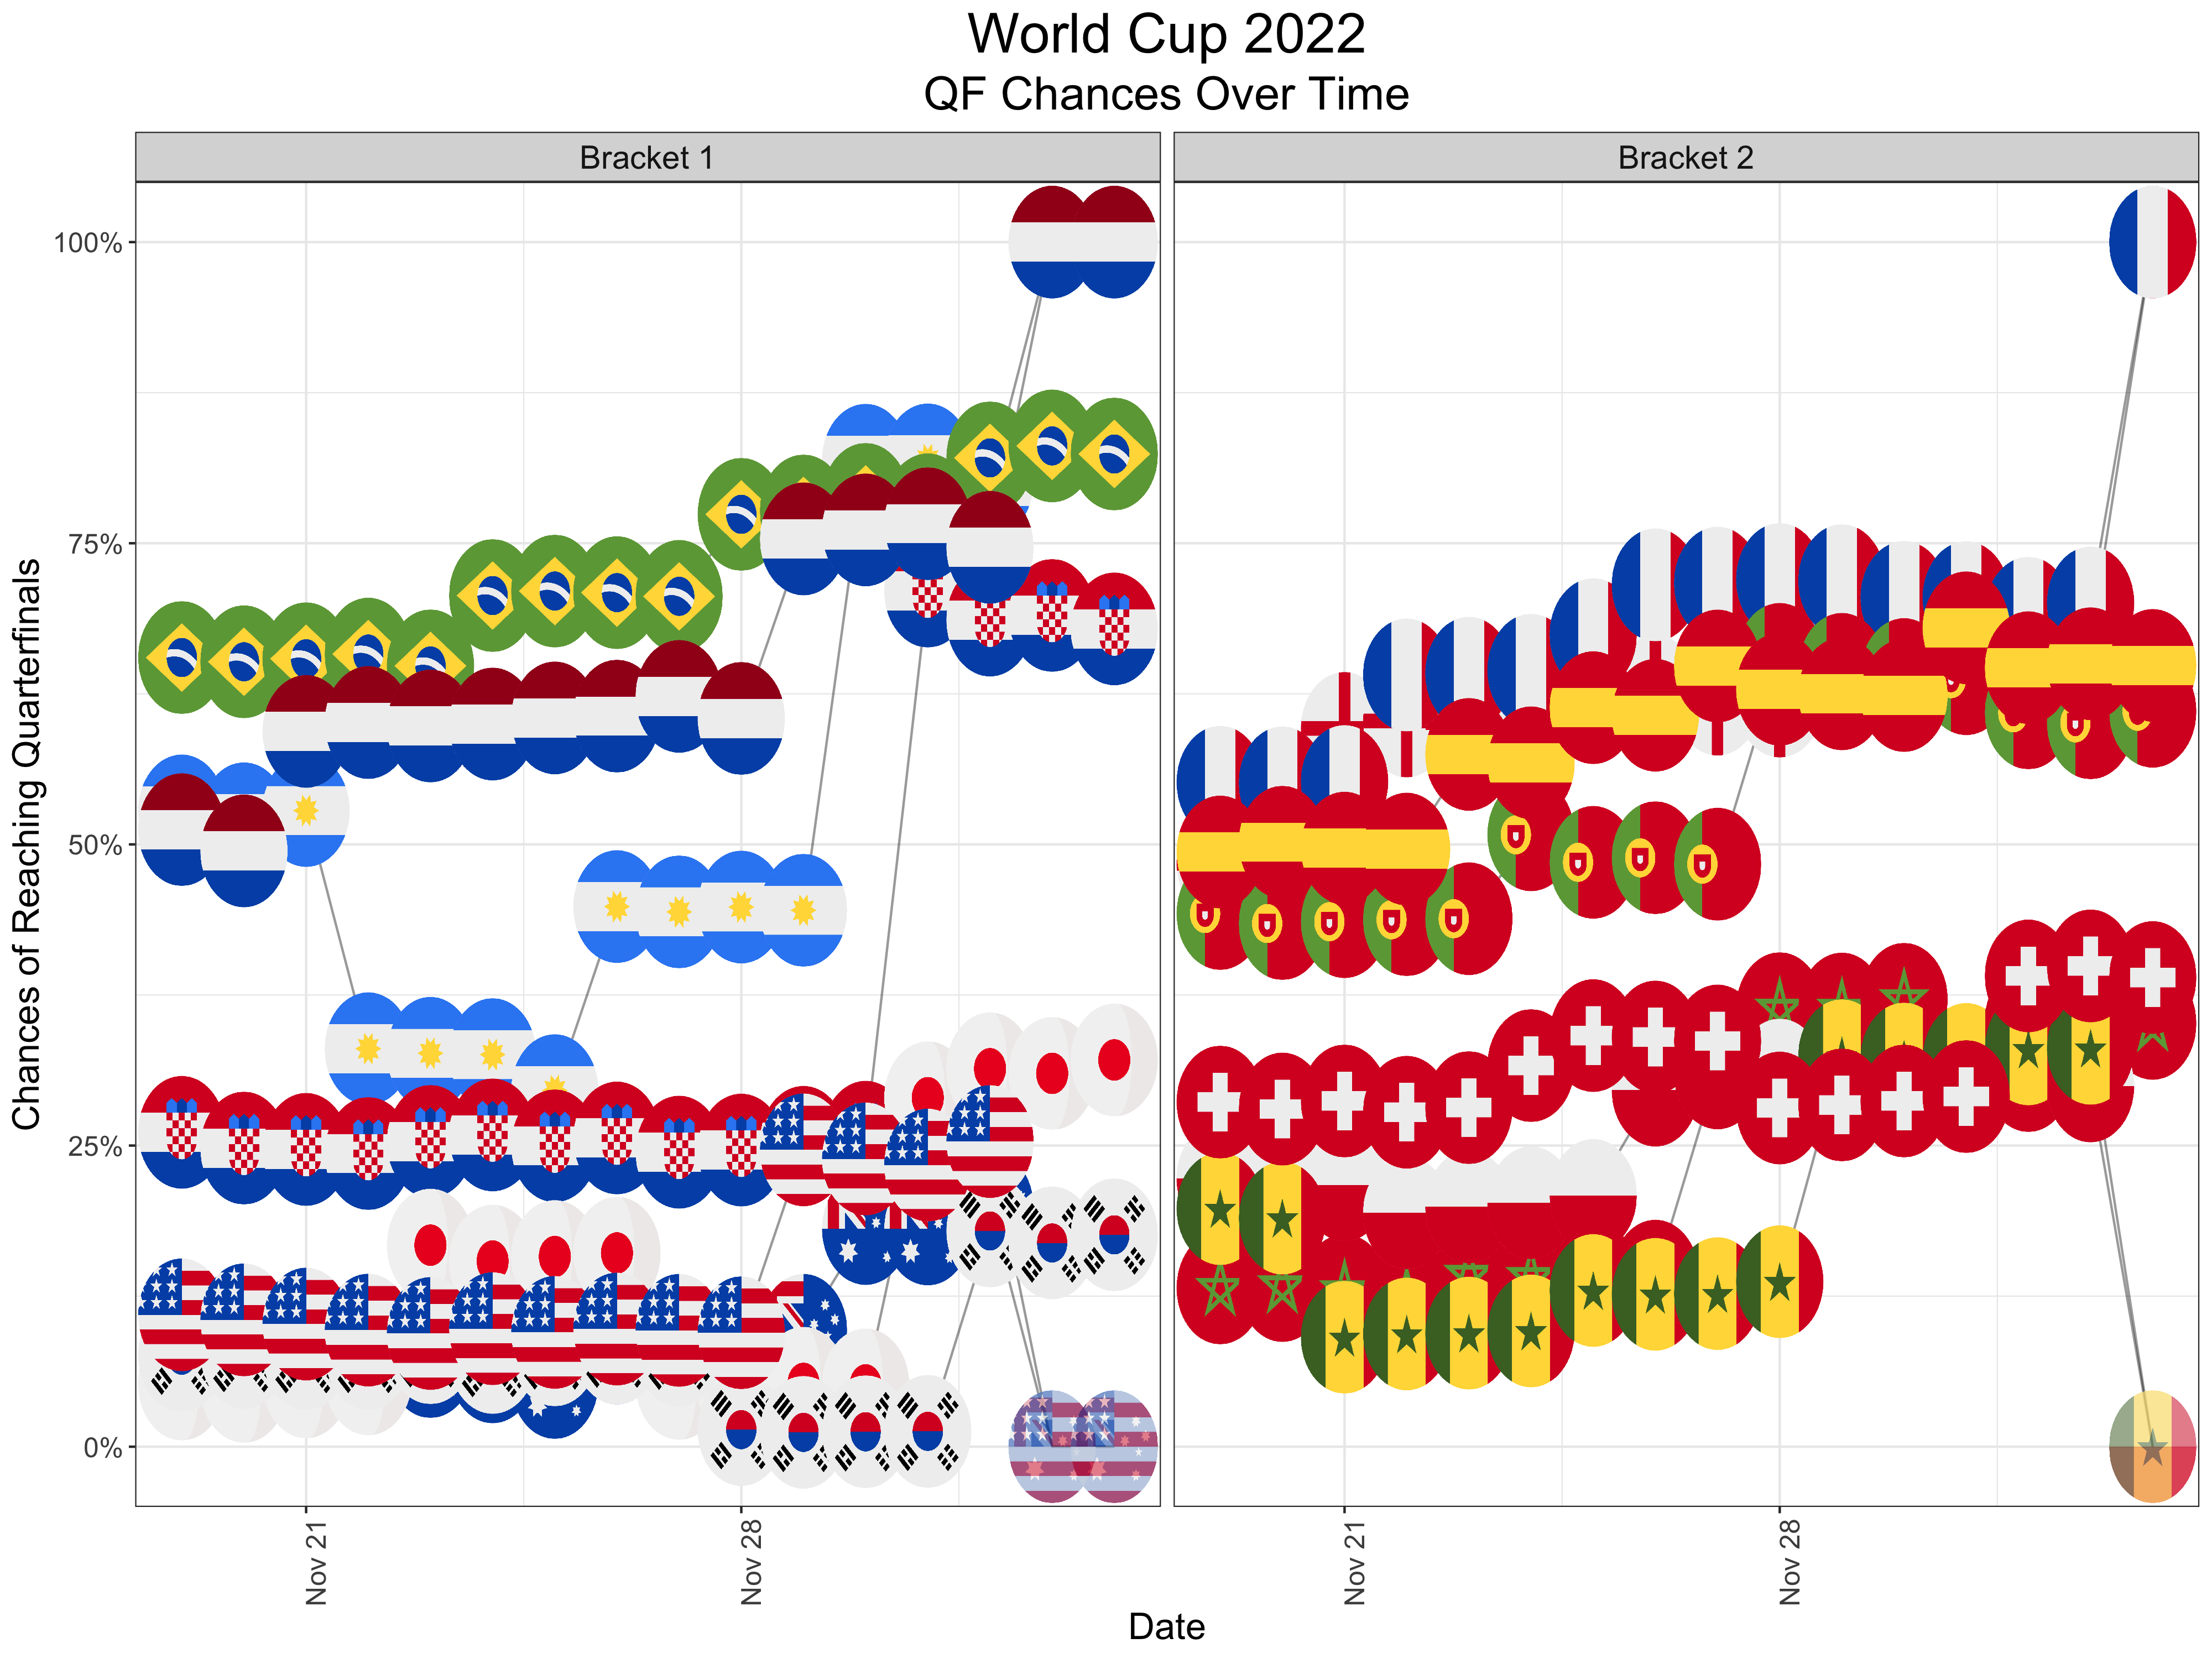 World Cup 2022
QF Chances Over Time
Bracket 1
Bracket 2
Chances of Reaching Quarterfinals
100%
75%
50%
25%
0%
Nov 21
Nov 28
Nov 21
Nov 28
Date